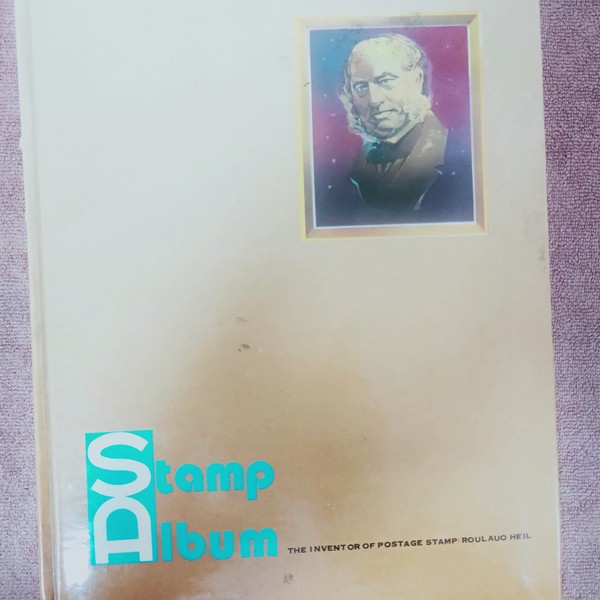 Stamp
Album
THE INVENTOR OF POSTAGE STAMP: ROULAUO HEIL